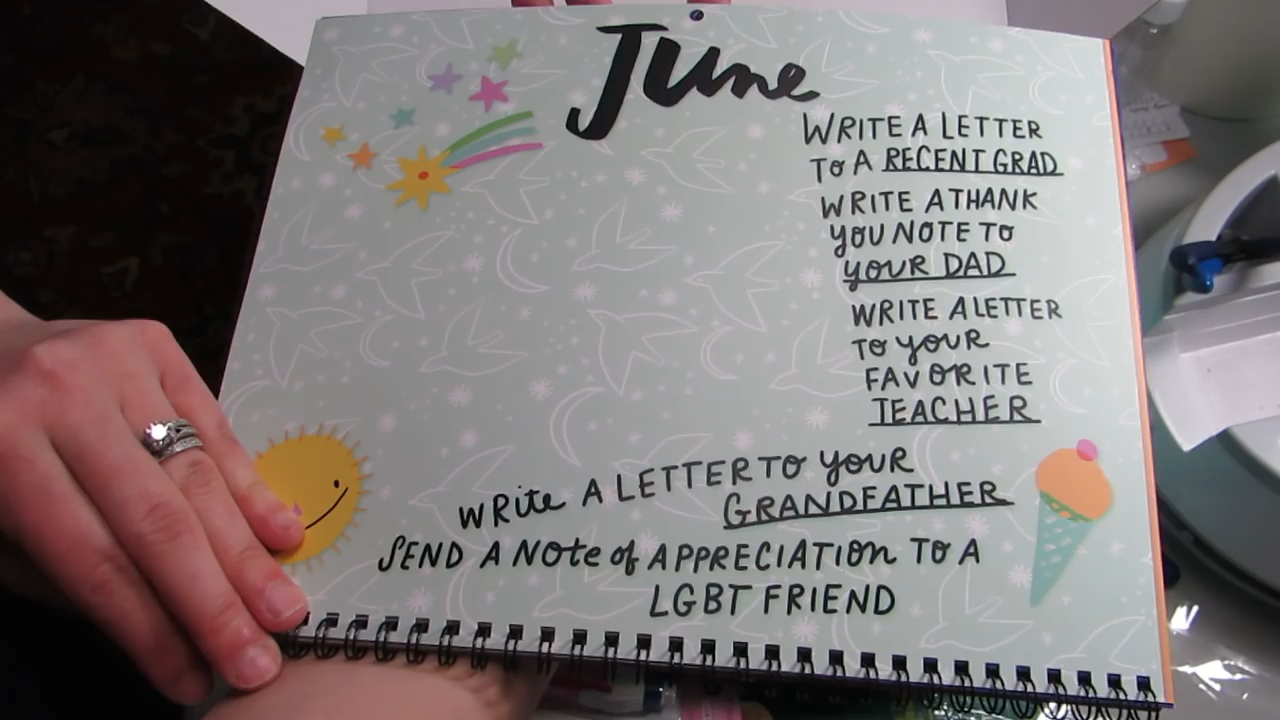 June
WRITE A LETTER
TO A RECENT GRAD
WRITE A THANK
YOU NOTE TO
YOUR DAD
WRITE A LETTER
TO YOUR
FAVORITE
TEACHER
WRite A LETTER TO YOUR
GRANDFATHER
SEND A NOte of APPRECIATION TO A
LGBT FRIEND